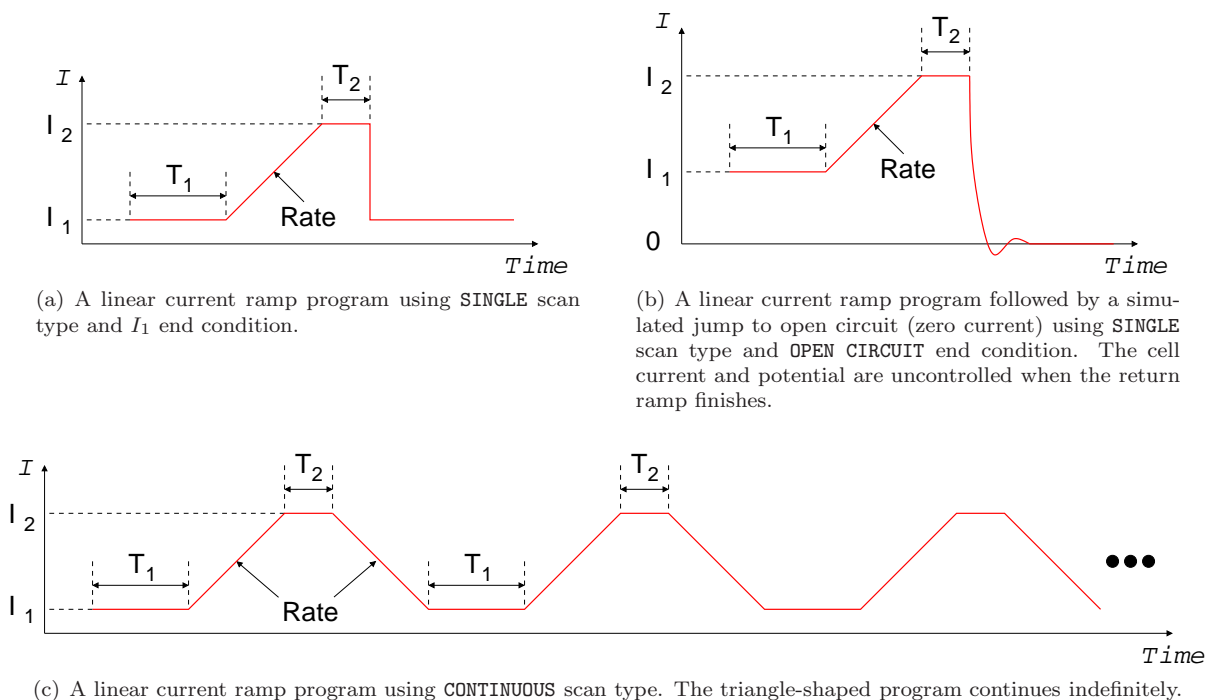 I
T2
I2
T1
Rate
I1
Time
(a) A linear current ramp program using SINGLE scan
type and I1 end condition.
I
T2
I2
T1
Rate
I1
0
Time
(b) A linear current ramp program followed by a simu-
lated jump to open circuit (zero current) using SINGLE
scan type and OPEN CIRCUIT end condition. The cell
current and potential are uncontrolled when the return
ramp finishes.
I
T2
T2
I2
T1
T1
Rate
I1
Time
(c) A linear current ramp program using CONTINUOUS scan type. The triangle-shaped program continues indefinitely.